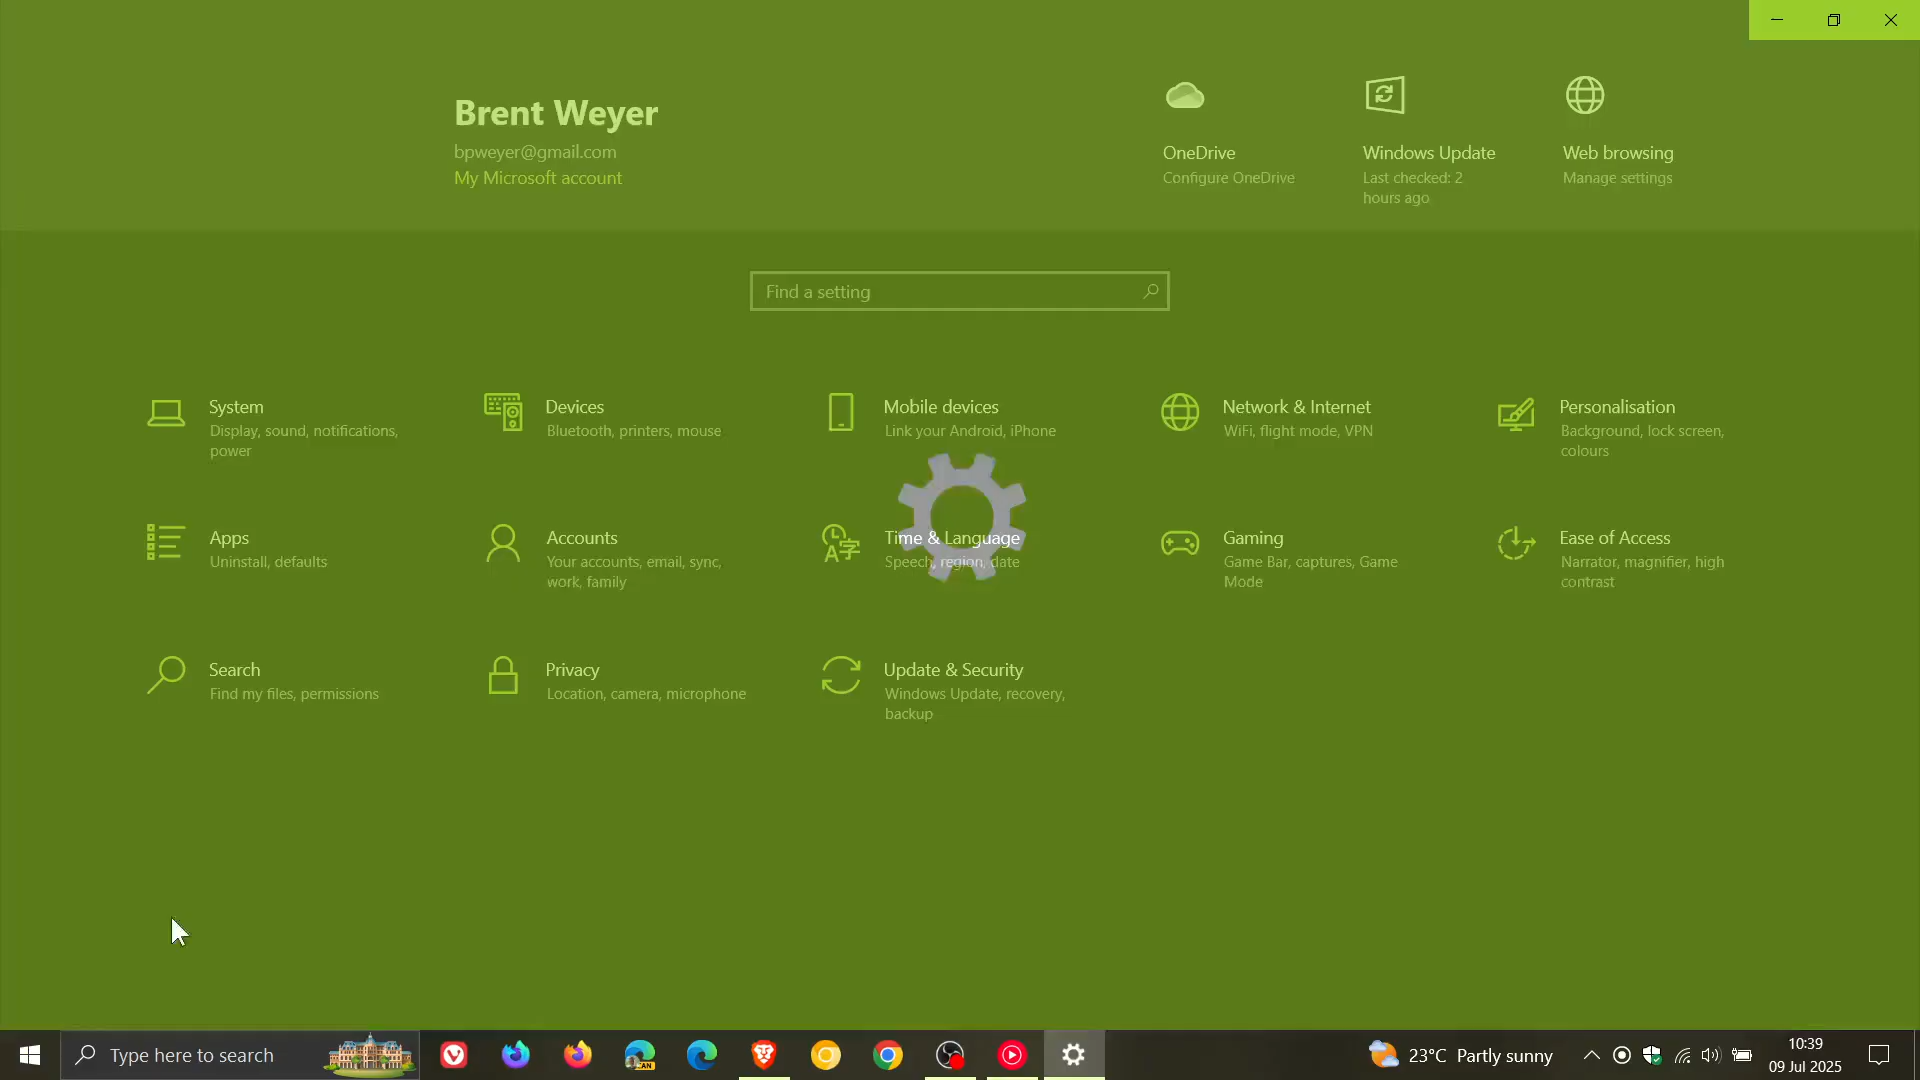 Brent Weyer
bpweyer@gmail.com
My Microsoft account
OneDrive
Configure OneDrive
Windows Update
Last checked: 2
hours ago
Web browsing
Manage settings
Find a setting
System
Display, sound, notifications,
power
Devices
Bluetooth, printers, mouse
Mobile devices
Link your Android, iPhone
Network & Internet
WiFi, flight mode, VPN
Personalisation
Background, lock screen,
colours
Apps
Uninstall, defaults
Accounts
Your accounts, email, sync,
work, family
Time & Language
Speech, region, date
Gaming
Game Bar, captures, Game
Mode
Ease of Access
Narrator, magnifier, high
contrast
Search
Find my files, permissions
Privacy
Location, camera, microphone
Update & Security
Windows Update, recovery,
backup
Type here to search
CAN
23°C Partly sunny
10:39
09 Jul 2025